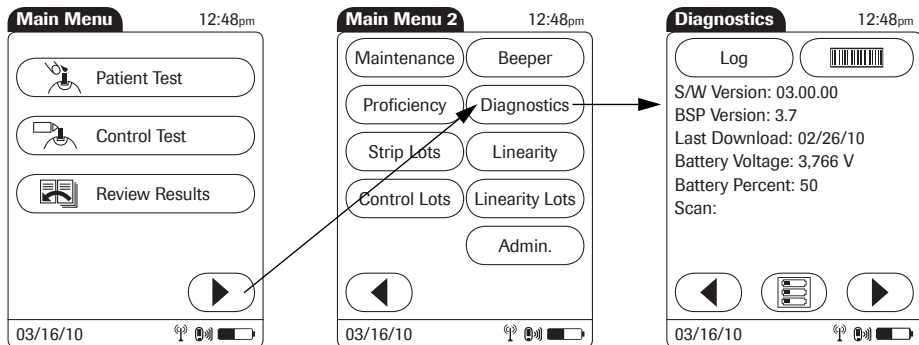 Main Menu 12:48pm
Patient Test
Control Test
Review Results
03/16/10
Main Menu 2 12:48pm
Maintenance Beeper
Proficiency Diagnostics
Strip Lots Linearity
Control Lots Linearity Lots
Admin.
03/16/10
Diagnostics 12:48pm
Log
S/W Version: 03.00.00
BSP Version: 3.7
Last Download: 02/26/10
Battery Voltage: 3,766 V
Battery Percent: 50
Scan:
03/16/10